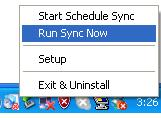 Start Schedule Sync
Run Sync Now
Setup
Exit & Uninstall
3:26